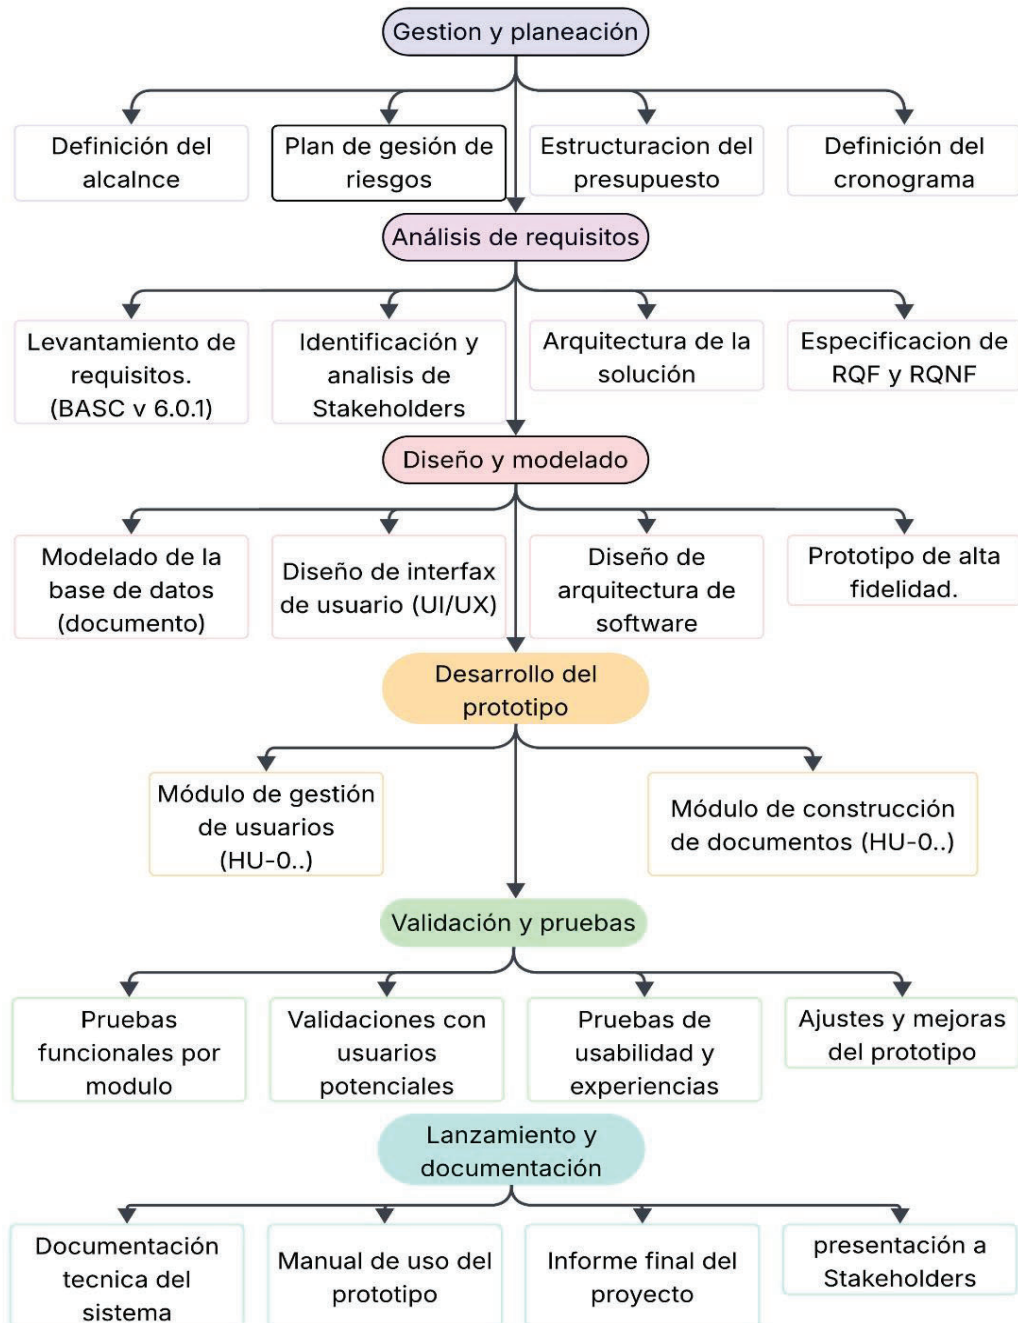 Gestion y planeación
Definición del
alcalnce
Plan de gesión de
riesgos
Estructuracion del
presupuesto
Definición del
cronograma
Análisis de requisitos
Levantamiento de
requisitos.
(BASC v 6.0.1)
Identificación y
analisis de
Stakeholders
Arquitectura de la
solución
Especificacion de
RQF y RQNF
Diseño y modelado
Modelado de la
base de datos
(documento)
Diseño de interfax
de usuario (UI/UX)
Diseño de
arquitectura de
software
Prototipo de alta
fidelidad.
Desarrollo del
prototipo
Módulo de gestión
de usuarios
(HU-0..)
Módulo de construcción
de documentos (HU-0..)
Validación y pruebas
Pruebas
funcionales por
modulo
Validaciones con
usuarios
potenciales
Pruebas de
usabilidad y
experiencias
Ajustes y mejoras
del prototipo
Lanzamiento y
documentación
Documentación
tecnica del
sistema
Manual de uso del
prototipo
Informe final del
proyecto
presentación a
Stakeholders